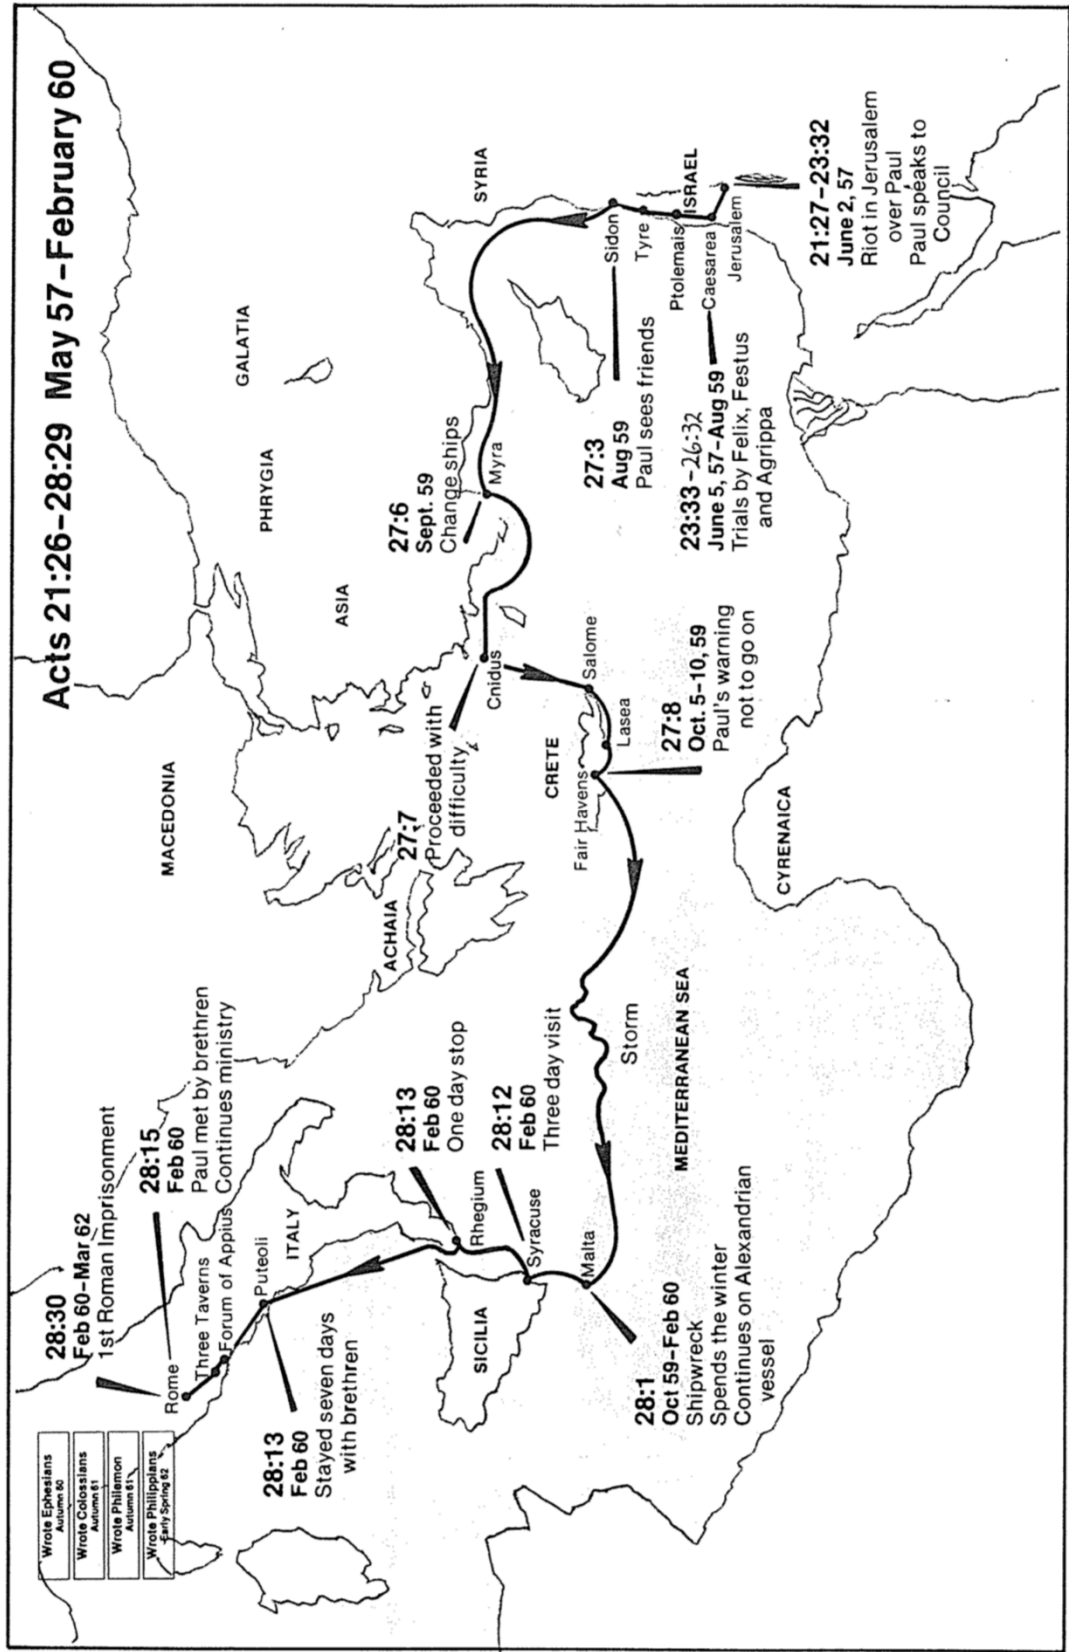 Acts 21:26–28:29 May 57–February 60
Wrote Ephesians
Autumn 60
Wrote Colossians
Autumn 61
Wrote Philemon
Autumn 61
Wrote Philippians
Early Spring 62
28:30
Feb 60–Mar 62
1st Roman Imprisonment
28:15
Feb 60
Paul met by brethren
Continues ministry
Rome
Three Taverns
Forum of Appius
Puteoli
ITALY
28:13
Feb 60
Stayed seven days
with brethren
28:13
Feb 60
One day stop
Rhegium
28:12
Feb 60
Three day visit
Syracuse
SICILIA
Malta
28:1
Oct 59–Feb 60
Shipwreck
Spends the winter
Continues on Alexandrian
vessel
Storm
MEDITERRANEAN SEA
MACEDONIA
ACHAIA
27:7
Proceeded with
difficulty
Cnidus
CRETE
Salome
Lasea
Fair Havens
27:8
Oct. 5–10, 59
Paul's warning
not to go on
CYRENAICA
ASIA
PHRYGIA
GALATIA
27:6
Sept. 59
Change ships
Myra
SYRIA
Sidon
Tyre
Ptolemais
ISRAEL
Caesarea
Jerusalem
27:3
Aug 59
Paul sees friends
23:33-26:32
June 5, 57–Aug 59
Trials by Felix, Festus
and Agrippa
21:27–23:32
June 2, 57
Riot in Jerusalem
over Paul
Paul speaks to
Council